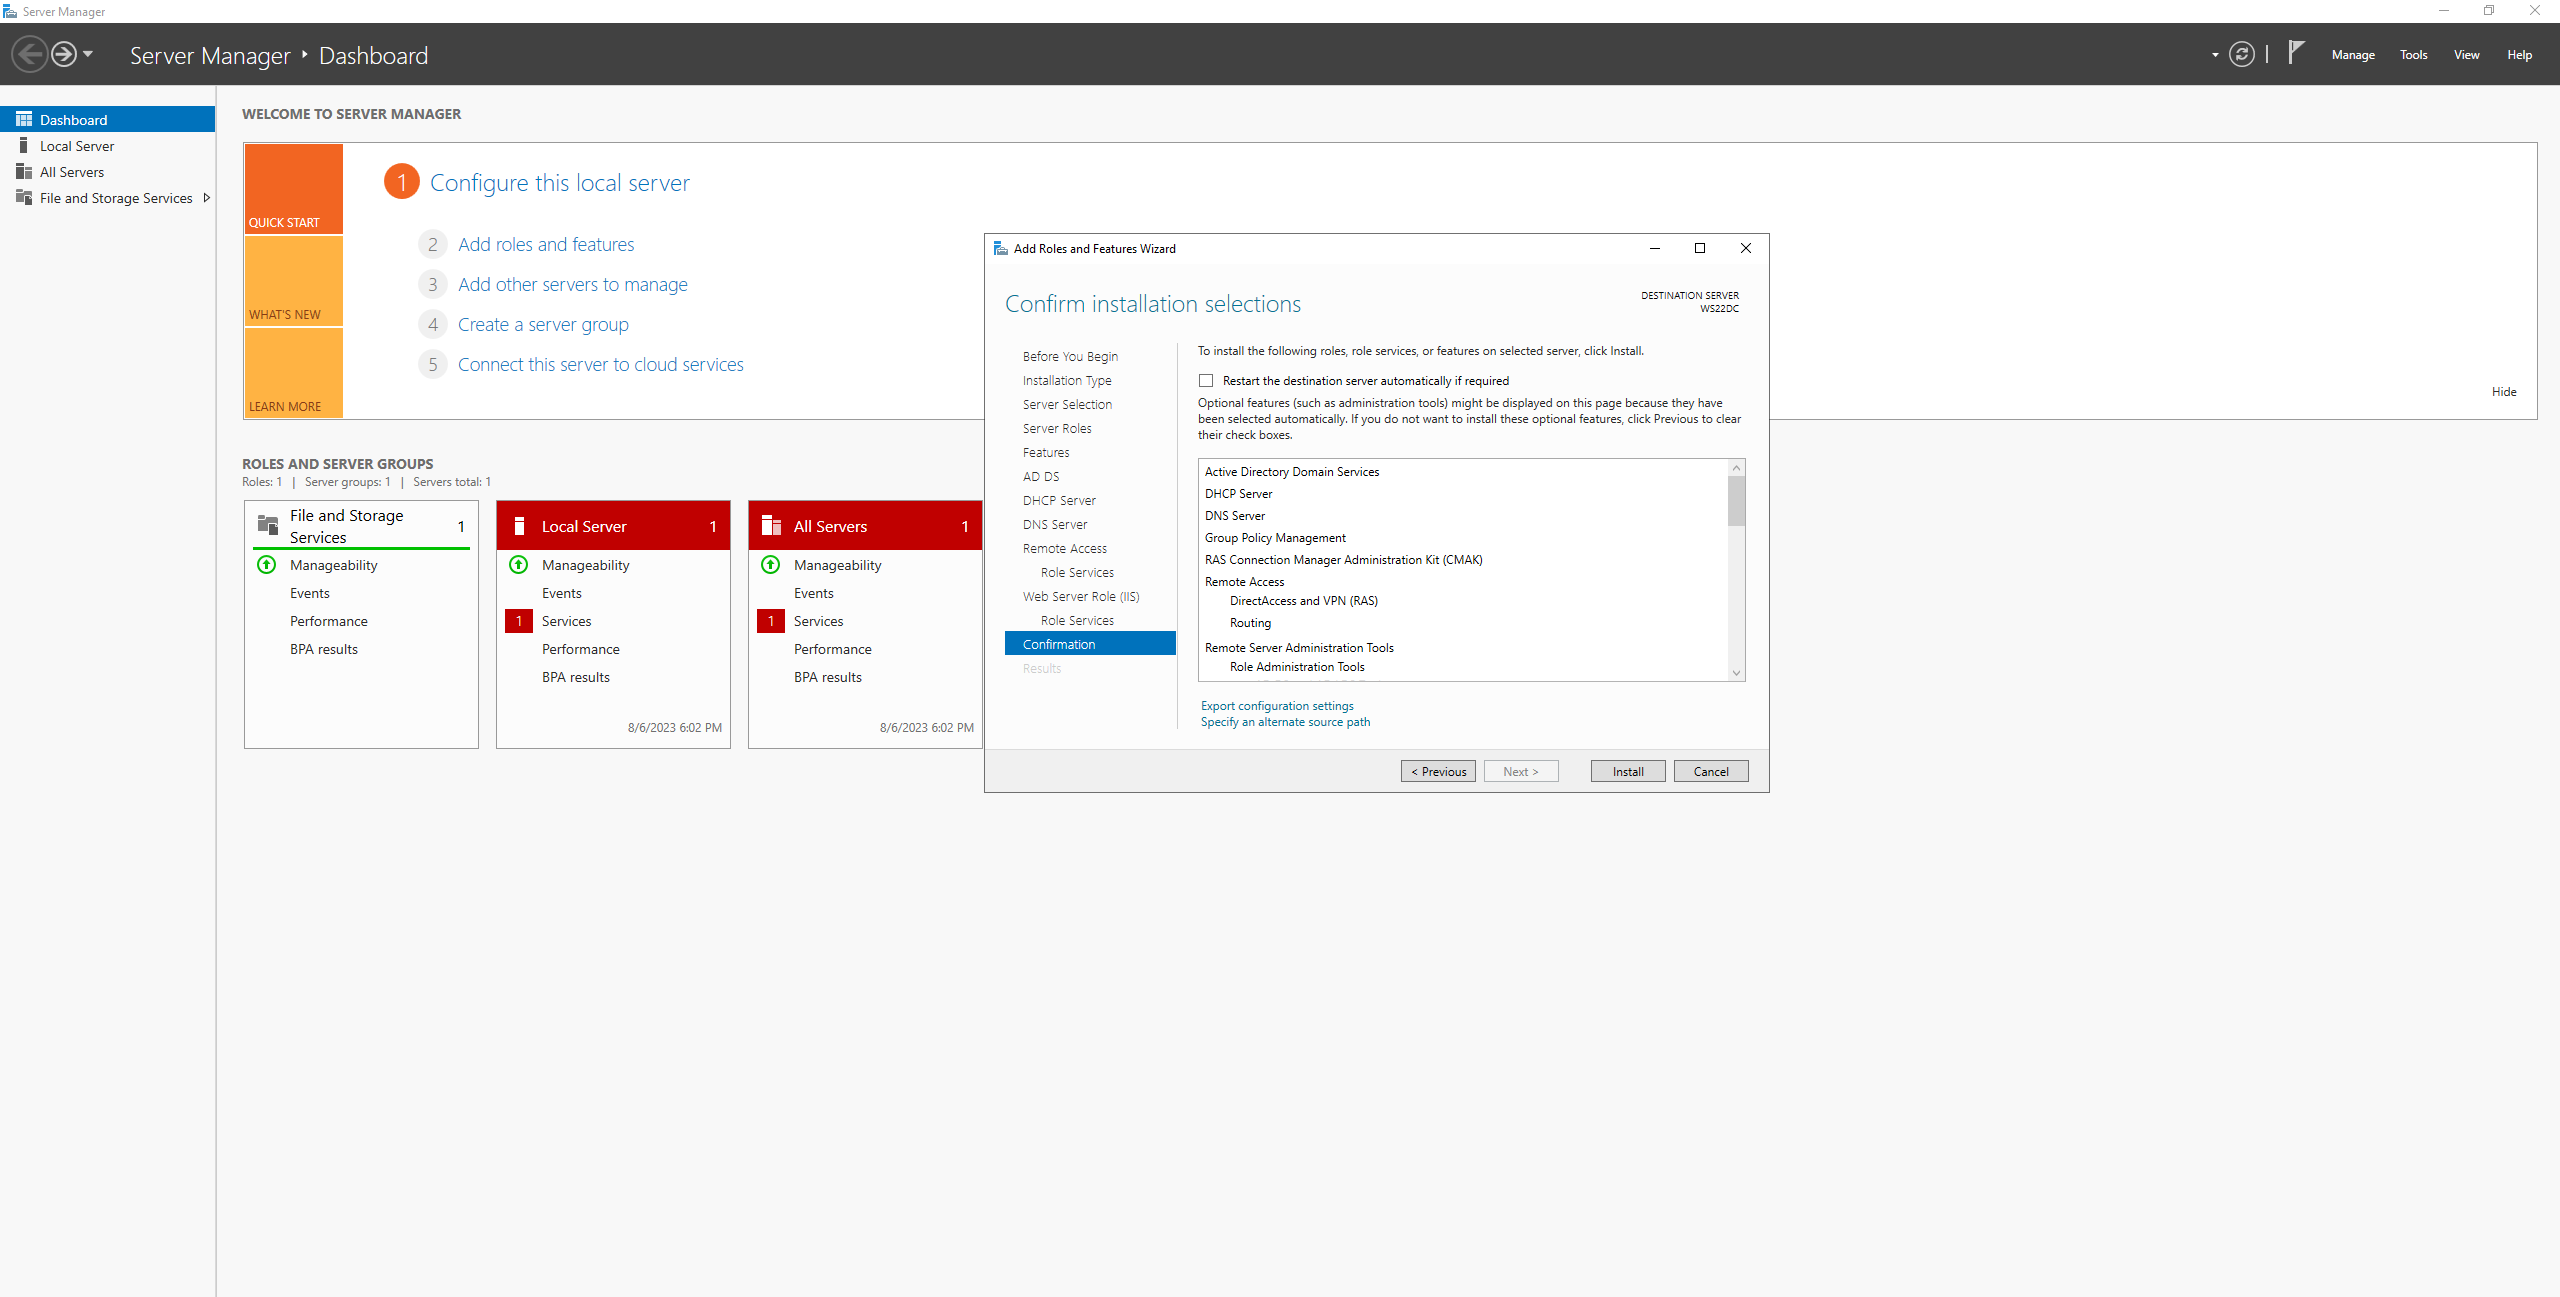 Server Manager
Server Manager ‣ Dashboard
Manage
Tools
View
Help
Dashboard
Local Server
All Servers
File and Storage Services
WELCOME TO SERVER MANAGER
QUICK START
WHAT'S NEW
LEARN MORE
1 Configure this local server
2 Add roles and features
3 Add other servers to manage
4 Create a server group
5 Connect this server to cloud services
Hide
ROLES AND SERVER GROUPS
Roles: 1 | Server groups: 1 | Servers total: 1
File and Storage
Services
1
Manageability
Events
Performance
BPA results
Local Server 1
Manageability
Events
1 Services
Performance
BPA results
8/6/2023 6:02 PM
All Servers 1
Manageability
Events
1 Services
Performance
BPA results
8/6/2023 6:02 PM
Add Roles and Features Wizard
Confirm installation selections
DESTINATION SERVER
WS22DC
Before You Begin
Installation Type
Server Selection
Server Roles
Features
AD DS
DHCP Server
DNS Server
Remote Access
Role Services
Web Server Role (IIS)
Role Services
Confirmation
Results
To install the following roles, role services, or features on selected server, click Install.
Restart the destination server automatically if required
Optional features (such as administration tools) might be displayed on this page because they have
been selected automatically. If you do not want to install these optional features, click Previous to clear
their check boxes.
Active Directory Domain Services
DHCP Server
DNS Server
Group Policy Management
RAS Connection Manager Administration Kit (CMAK)
Remote Access
DirectAccess and VPN (RAS)
Routing
Remote Server Administration Tools
Role Administration Tools
Export configuration settings
Specify an alternate source path
< Previous
Next >
Install
Cancel